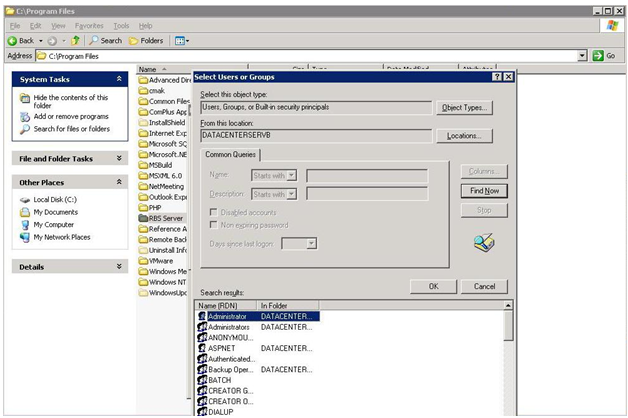 C:\Program Files
File Edit View Favorites Tools Help
Back Search Folders
Address C:\Program Files Go
System Tasks
Hide the contents of this
folder
Add or remove programs
Search for files or folders
File and Folder Tasks
Other Places
Local Disk (C:)
My Documents
My Computer
My Network Places
Details
Name
Advanced Dire
cmak
Common Files
ComPlus App
InstallShield
Internet Exp
Microsoft SQ
Microsoft.NE
MSBuild
MSXML 6.0
NetMeeting
Outlook Expr
PHP
RBS Server
Reference A
Remote Back
Uninstall Info
VMware
Windows Me
Windows NT
WindowsUpd
Select Users or Groups
Select this object type:
Users, Groups, or Built-in security principals
Object Types...
From this location:
DATACENTERSERVB
Locations...
Common Queries
Name: Starts with
Description: Starts with
Disabled accounts
Non expiring password
Days since last logon:
Columns...
Find Now
Stop
OK Cancel
Search results:
Name (RDN) In Folder
Administrator DATACENTER...
Administrators DATACENTER...
ANONYMOU...
ASPNET DATACENTER...
Authenticated...
Backup Oper... DATACENTER...
BATCH
CREATOR G...
CREATOR O...
DIALUP